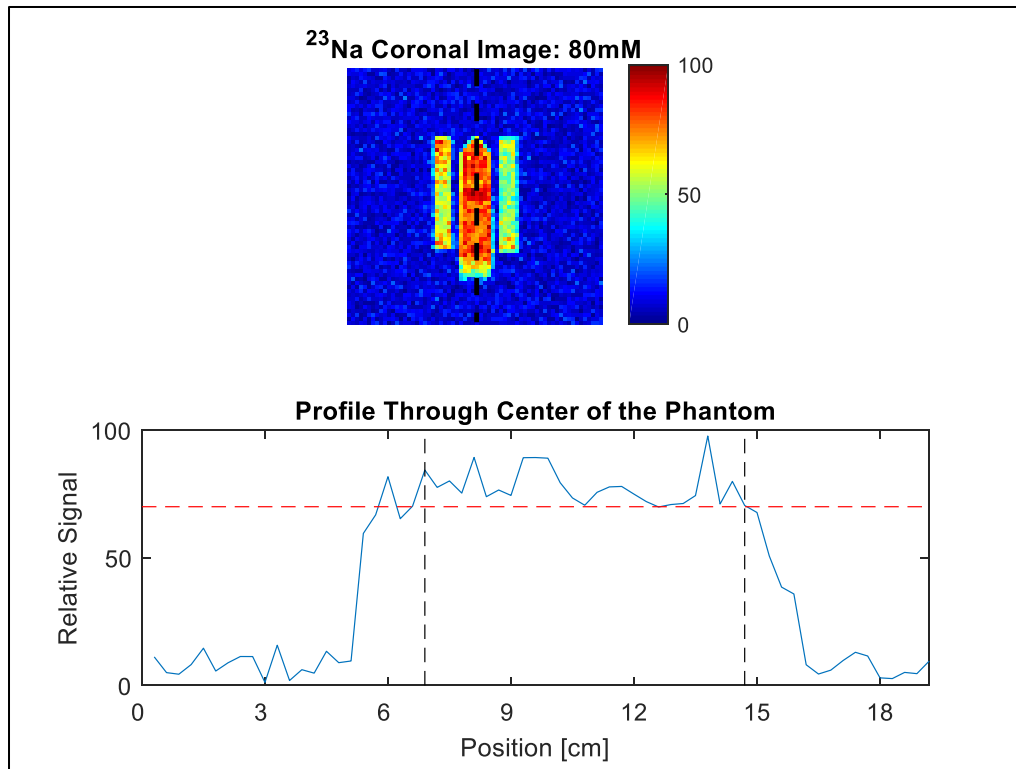 23Na Coronal Image: 80mM
100
50
0
Profile Through Center of the Phantom
100
50
0
Relative Signal
0 3 6 9 12 15 18
Position [cm]